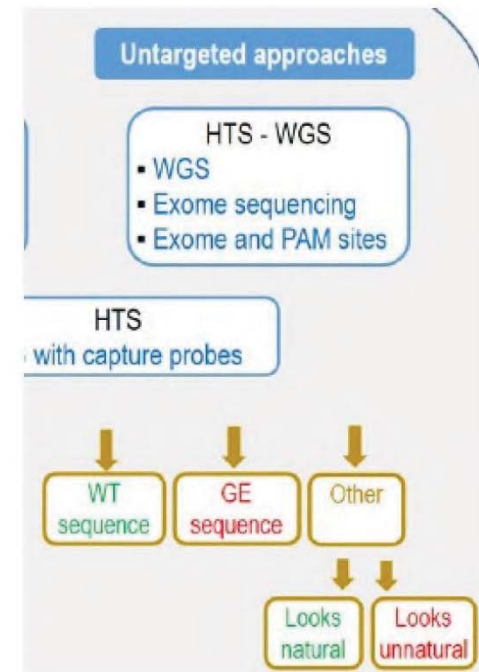 Untargeted approaches
HTS - WGS
▪ WGS
▪ Exome sequencing
▪ Exome and PAM sites
HTS
with capture probes
WT
sequence
GE
sequence
Other
Looks
natural
Looks
unnatural